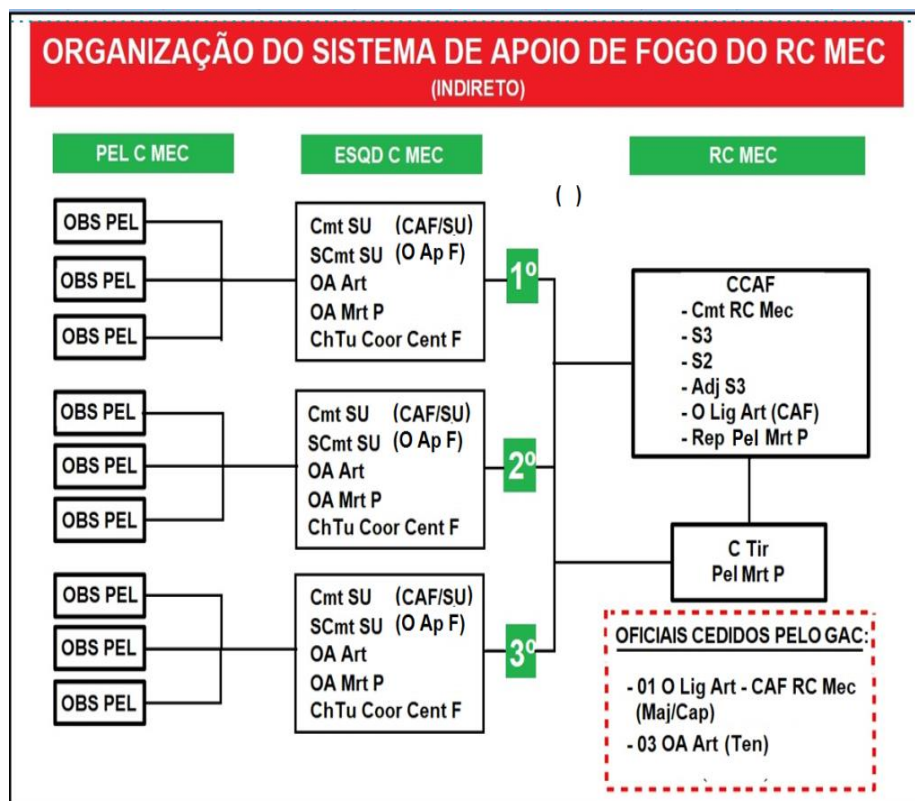 ORGANIZAÇÃO DO SISTEMA DE APOIO DE FOGO DO RC MEC
(INDIRETO)
PEL C MEC
ESQD C MEC
RC MEC
( )
OBS PEL
OBS PEL
OBS PEL
Cmt SU (CAF/SU)
SCmt SU (O Ap F)
OA Art
OA Mrt P
ChTu Coor Cent F
1º
CCAF
- Cmt RC Mec
- S3
- S2
- Adj S3
- O Lig Art (CAF)
- Rep Pel Mrt P
OBS PEL
OBS PEL
OBS PEL
Cmt SU (CAF/SU)
SCmt SU (O Ap F)
OA Art
OA Mrt P
ChTu Coor Cent F
2º
C Tir
Pel Mrt P
OBS PEL
OBS PEL
OBS PEL
Cmt SU (CAF/SU)
SCmt SU (O Ap F)
OA Art
OA Mrt P
ChTu Coor Cent F
3º
OFICIAIS CEDIDOS PELO GAC:
- 01 O Lig Art - CAF RC Mec
(Maj/Cap)
- 03 OA Art (Ten)